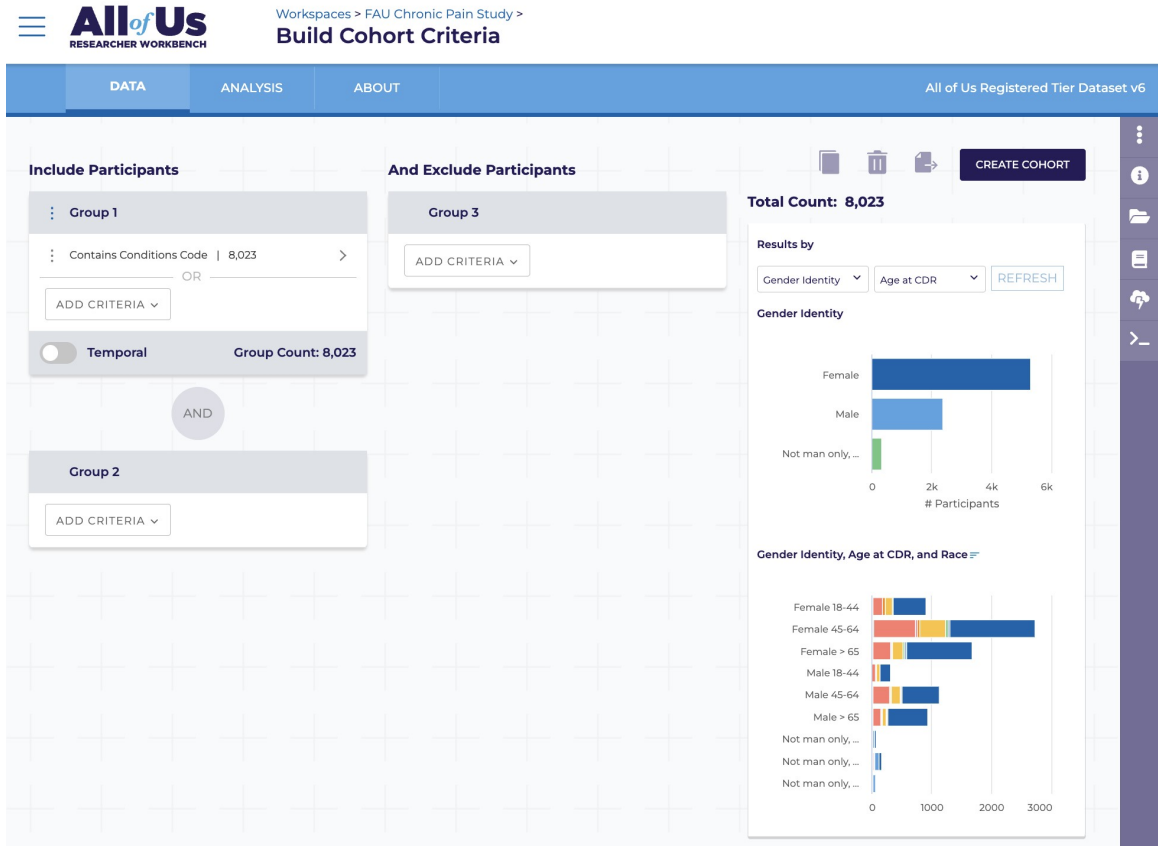 All of Us
RESEARCHER WORKBENCH
Workspaces > FAU Chronic Pain Study >
Build Cohort Criteria
DATA
ANALYSIS
ABOUT
All of Us Registered Tier Dataset v6
Include Participants
Group 1
Contains Conditions Code | 8,023
OR
ADD CRITERIA
Temporal
Group Count: 8,023
AND
Group 2
ADD CRITERIA
And Exclude Participants
Group 3
ADD CRITERIA
CREATE COHORT
Total Count: 8,023
Results by
Gender Identity
Age at CDR
REFRESH
Gender Identity
Female
Male
Not man only, ...
0 2k 4k 6k
# Participants
Gender Identity, Age at CDR, and Race
Female 18-44
Female 45-64
Female > 65
Male 18-44
Male 45-64
Male > 65
Not man only, ...
Not man only, ...
Not man only, ...
0 1000 2000 3000